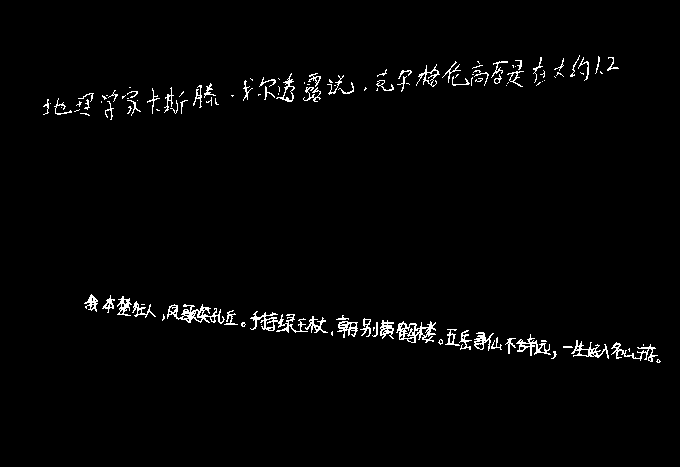 地理学家卡斯滕·戈尔透露说，克尔格伦高原是在大约1.2
我本楚狂人，凤歌笑孔丘。手持绿玉杖，朝别黄鹤楼。五岳寻仙不辞远，一生好入名山游。